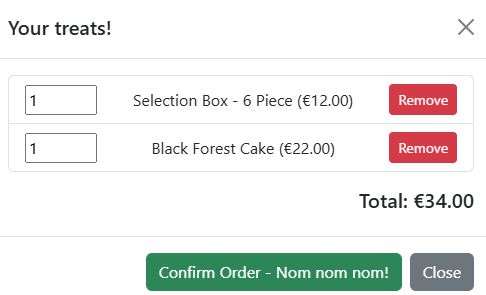 Your treats!
1 Selection Box - 6 Piece (€12.00) Remove
1 Black Forest Cake (€22.00) Remove
Total: €34.00
Confirm Order - Nom nom nom! Close